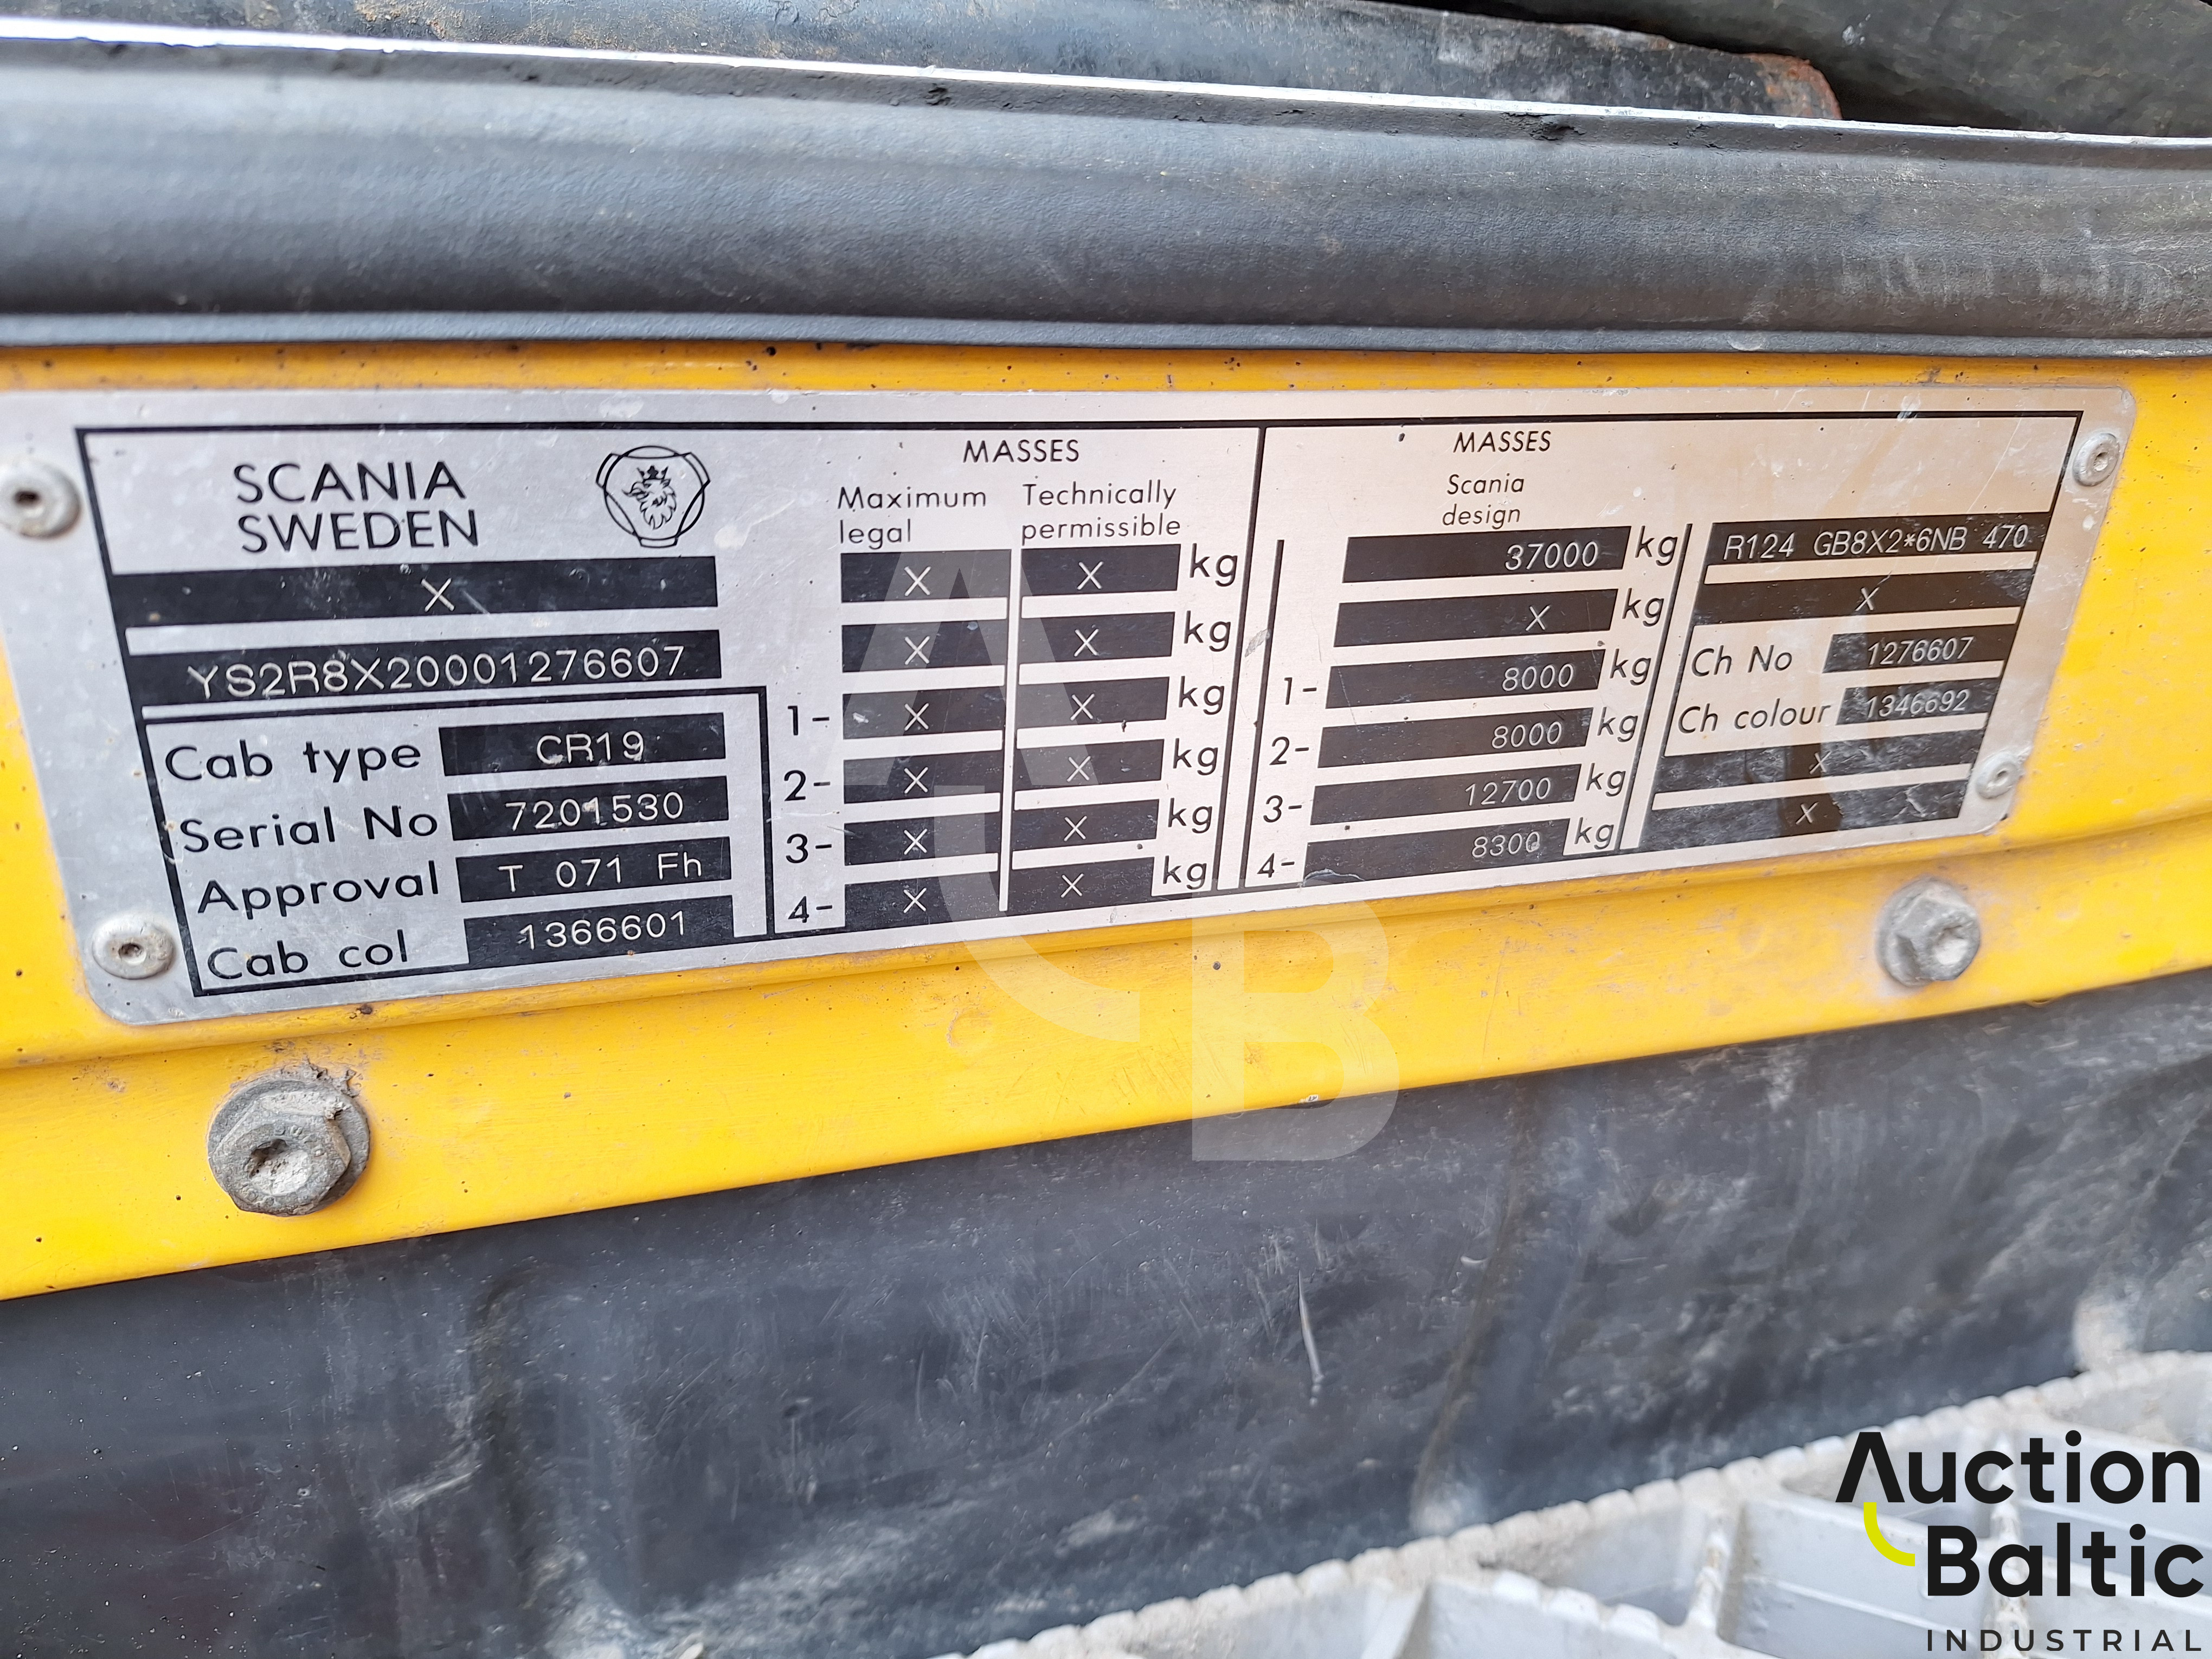 SCANIA
SWEDEN
X
YS2R8X20001276607
Cab type CR19
Serial No 7201530
Approval T 071 Fh
Cab col 1366601
MASSES
Maximum legal Technically permissible
X X kg
X X kg
1- X X kg
2- X X kg
3- X X kg
4- X X kg
MASSES
Scania
design
37000 kg
X kg
1- 8000 kg
2- 8000 kg
3- 12700 kg
4- 8300 kg
R124 GB8X2*6NB 470
X
Ch No 1276607
Ch colour 1346692
X
X
AB
Auction
Baltic
INDUSTRIAL